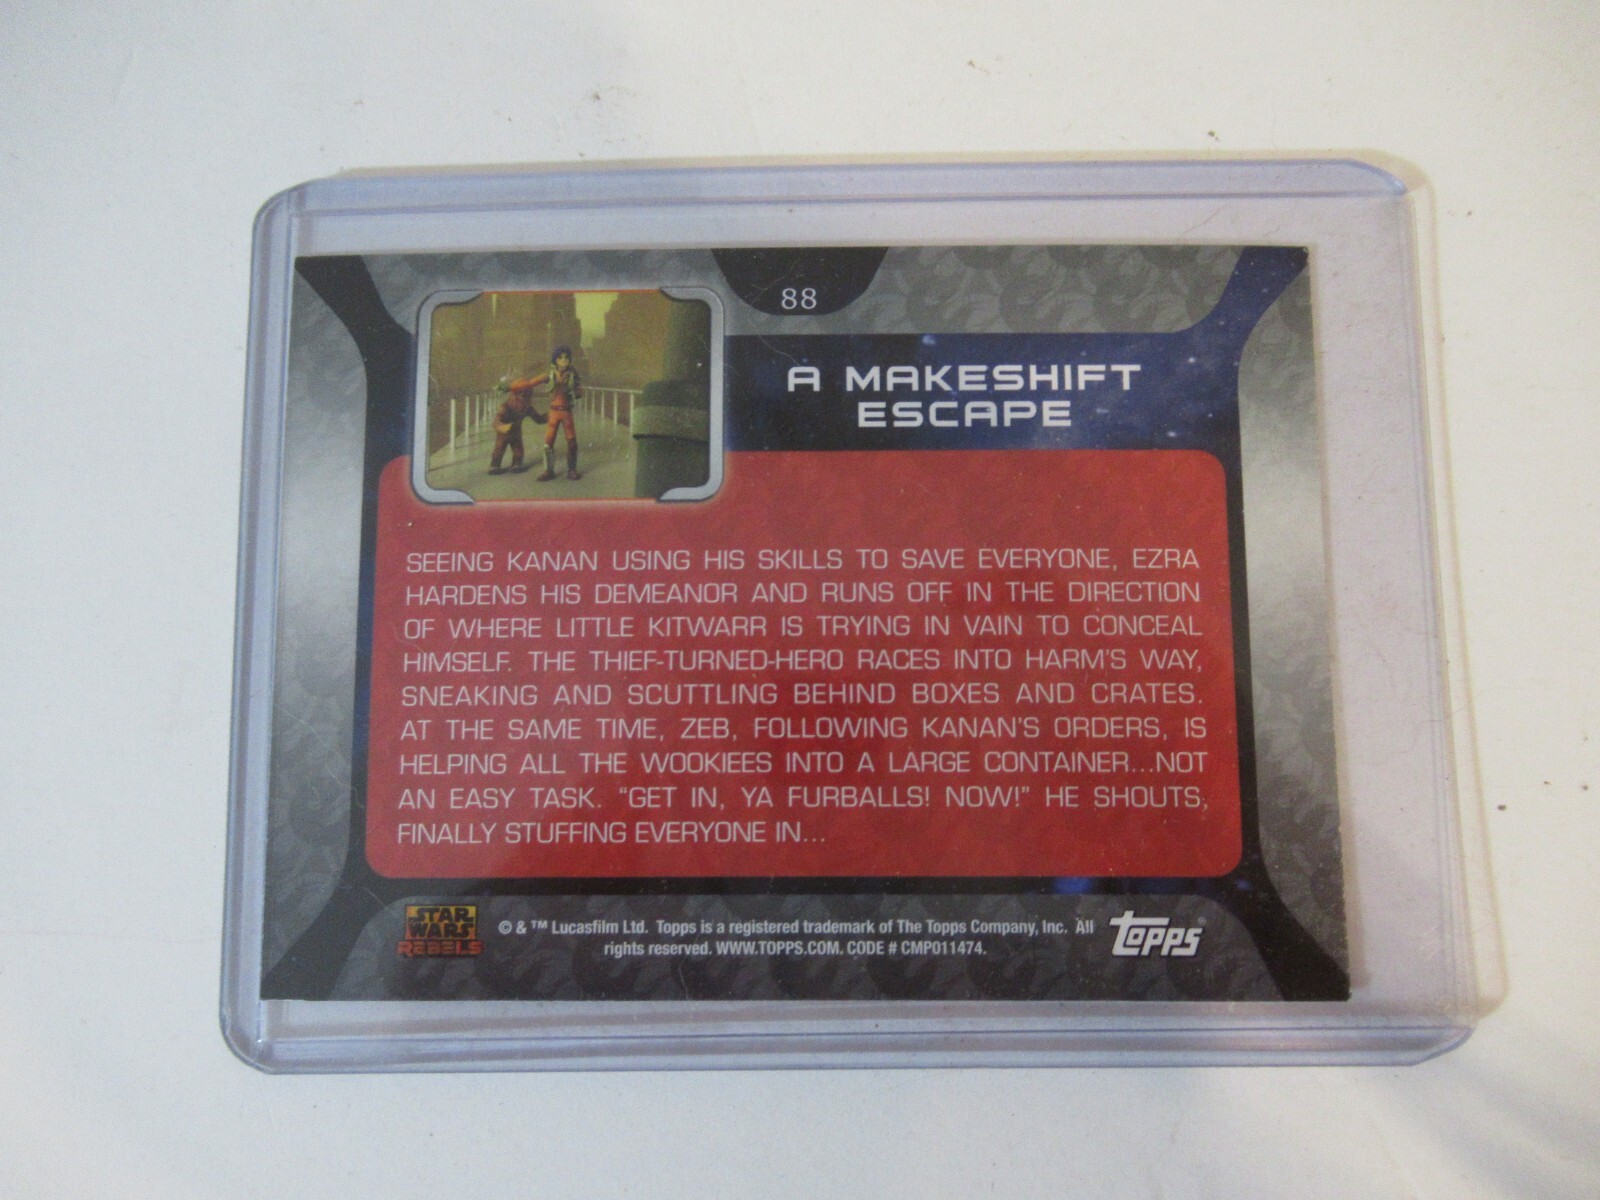 88
A MAKESHIFT
ESCAPE
SEEING KANAN USING HIS SKILLS TO SAVE EVERYONE, EZRA
HARDENS HIS DEMEANOR AND RUNS OFF IN THE DIRECTION
OF WHERE LITTLE KITWARR IS TRYING IN VAIN TO CONCEAL
HIMSELF. THE THIEF-TURNED-HERO RACES INTO HARM'S WAY,
SNEAKING AND SCUTTLING BEHIND BOXES AND CRATES.
AT THE SAME TIME, ZEB, FOLLOWING KANAN'S ORDERS, IS
HELPING ALL THE WOOKIEES INTO A LARGE CONTAINER...NOT
AN EASY TASK. “GET IN, YA FURBALLS! NOW!” HE SHOUTS,
FINALLY STUFFING EVERYONE IN...
STAR
WARS
REBELS
© & ™ Lucasfilm Ltd. Topps is a registered trademark of The Topps Company, Inc. All
rights reserved. WWW.TOPPS.COM. CODE # CMP011474.
topps®